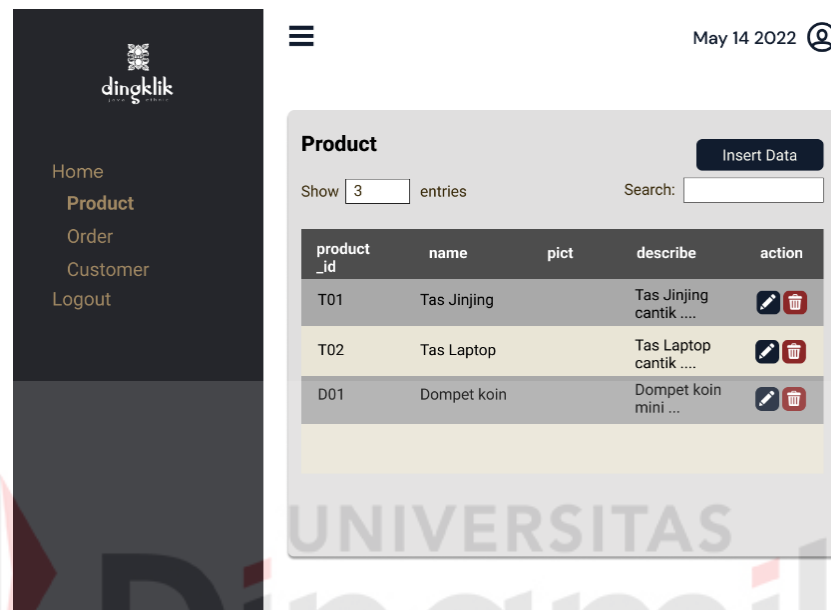 dingklik
May 14 2022
Home
Product
Order
Customer
Logout
Product
Insert Data
Show 3 entries
Search:
product
_id
name
pict
describe
action
T01
Tas Jinjing
Tas Jinjing
cantik ....
T02
Tas Laptop
Tas Laptop
cantik ....
D01
Dompet koin
Dompet koin
mini ...
UNIVERSITAS